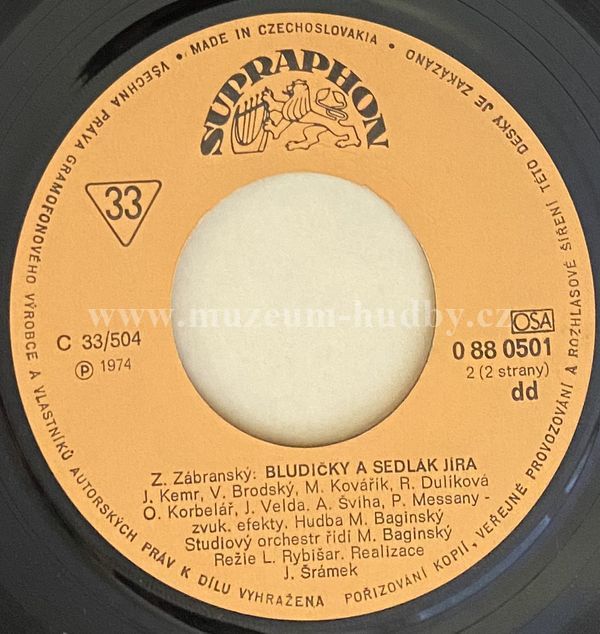 VŠECHNA PRÁVA GRAMOFONOVÉHO VÝROBCE A VLASTNÍKŮ AUTORSKÝCH PRÁV K DÍLU VYHRAŽENA
POŘIZOVÁNÍ KOPIÍ, VEŘEJNÉ PROVOZOVÁNÍ A ROZHLASOVÉ ŠÍŘENÍ TÉTO DESKY JE ZAKÁZÁNO
• MADE IN CZECHOSLOVAKIA •
SUPRAPHON
33
www.muzeum-hudby.cz
OSA
C 33/504
0 88 0501
Ⓟ 1974
2 (2 strany)
dd
Z. Zábranský: BLUDIČKY A SEDLÁK JÍRA
J. Kemr, V. Brodský, M. Kovářík, R. Dulíková
O. Korbelář, J. Velda. A. Švíha, P. Messany -
zvuk. efekty. Hudba M. Baginský
Studiový orchestr řídí M. Baginský
Režie L. Rybišar. Realizace
J. Šrámek